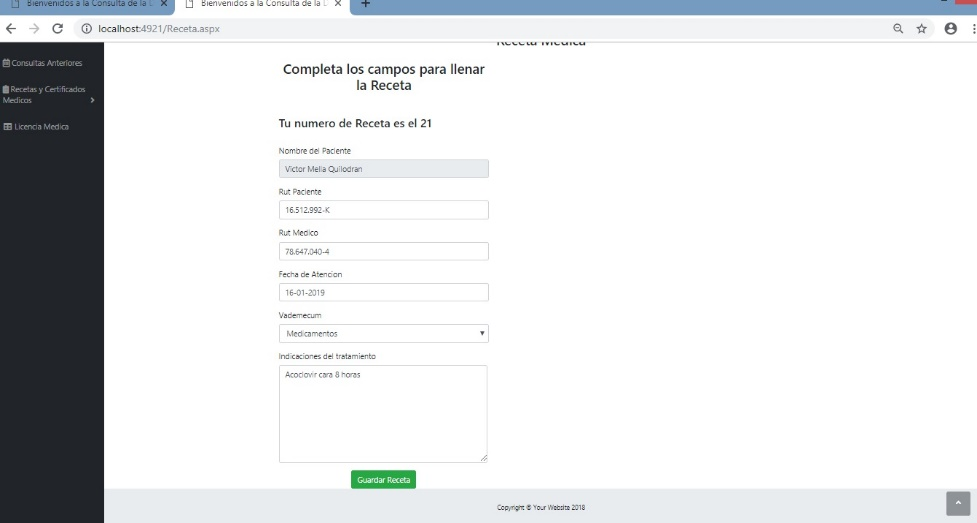 Bienvenidos a la Consulta de la D
Bienvenidos a la Consulta de la D
localhost:4921/Receta.aspx
Receta Medica
Consultas Anteriores
Recetas y Certificados
Medicos
Licencia Medica
Completa los campos para llenar
la Receta
Tu numero de Receta es el 21
Nombre del Paciente
Victor Melia Quilodran
Rut Paciente
16.512.992-K
Rut Medico
78.647.040-4
Fecha de Atencion
16-01-2019
Vademecum
Medicamentos
Indicaciones del tratamiento
Acociovir cara 8 horas
Guardar Receta
Copyright © Your Website 2018